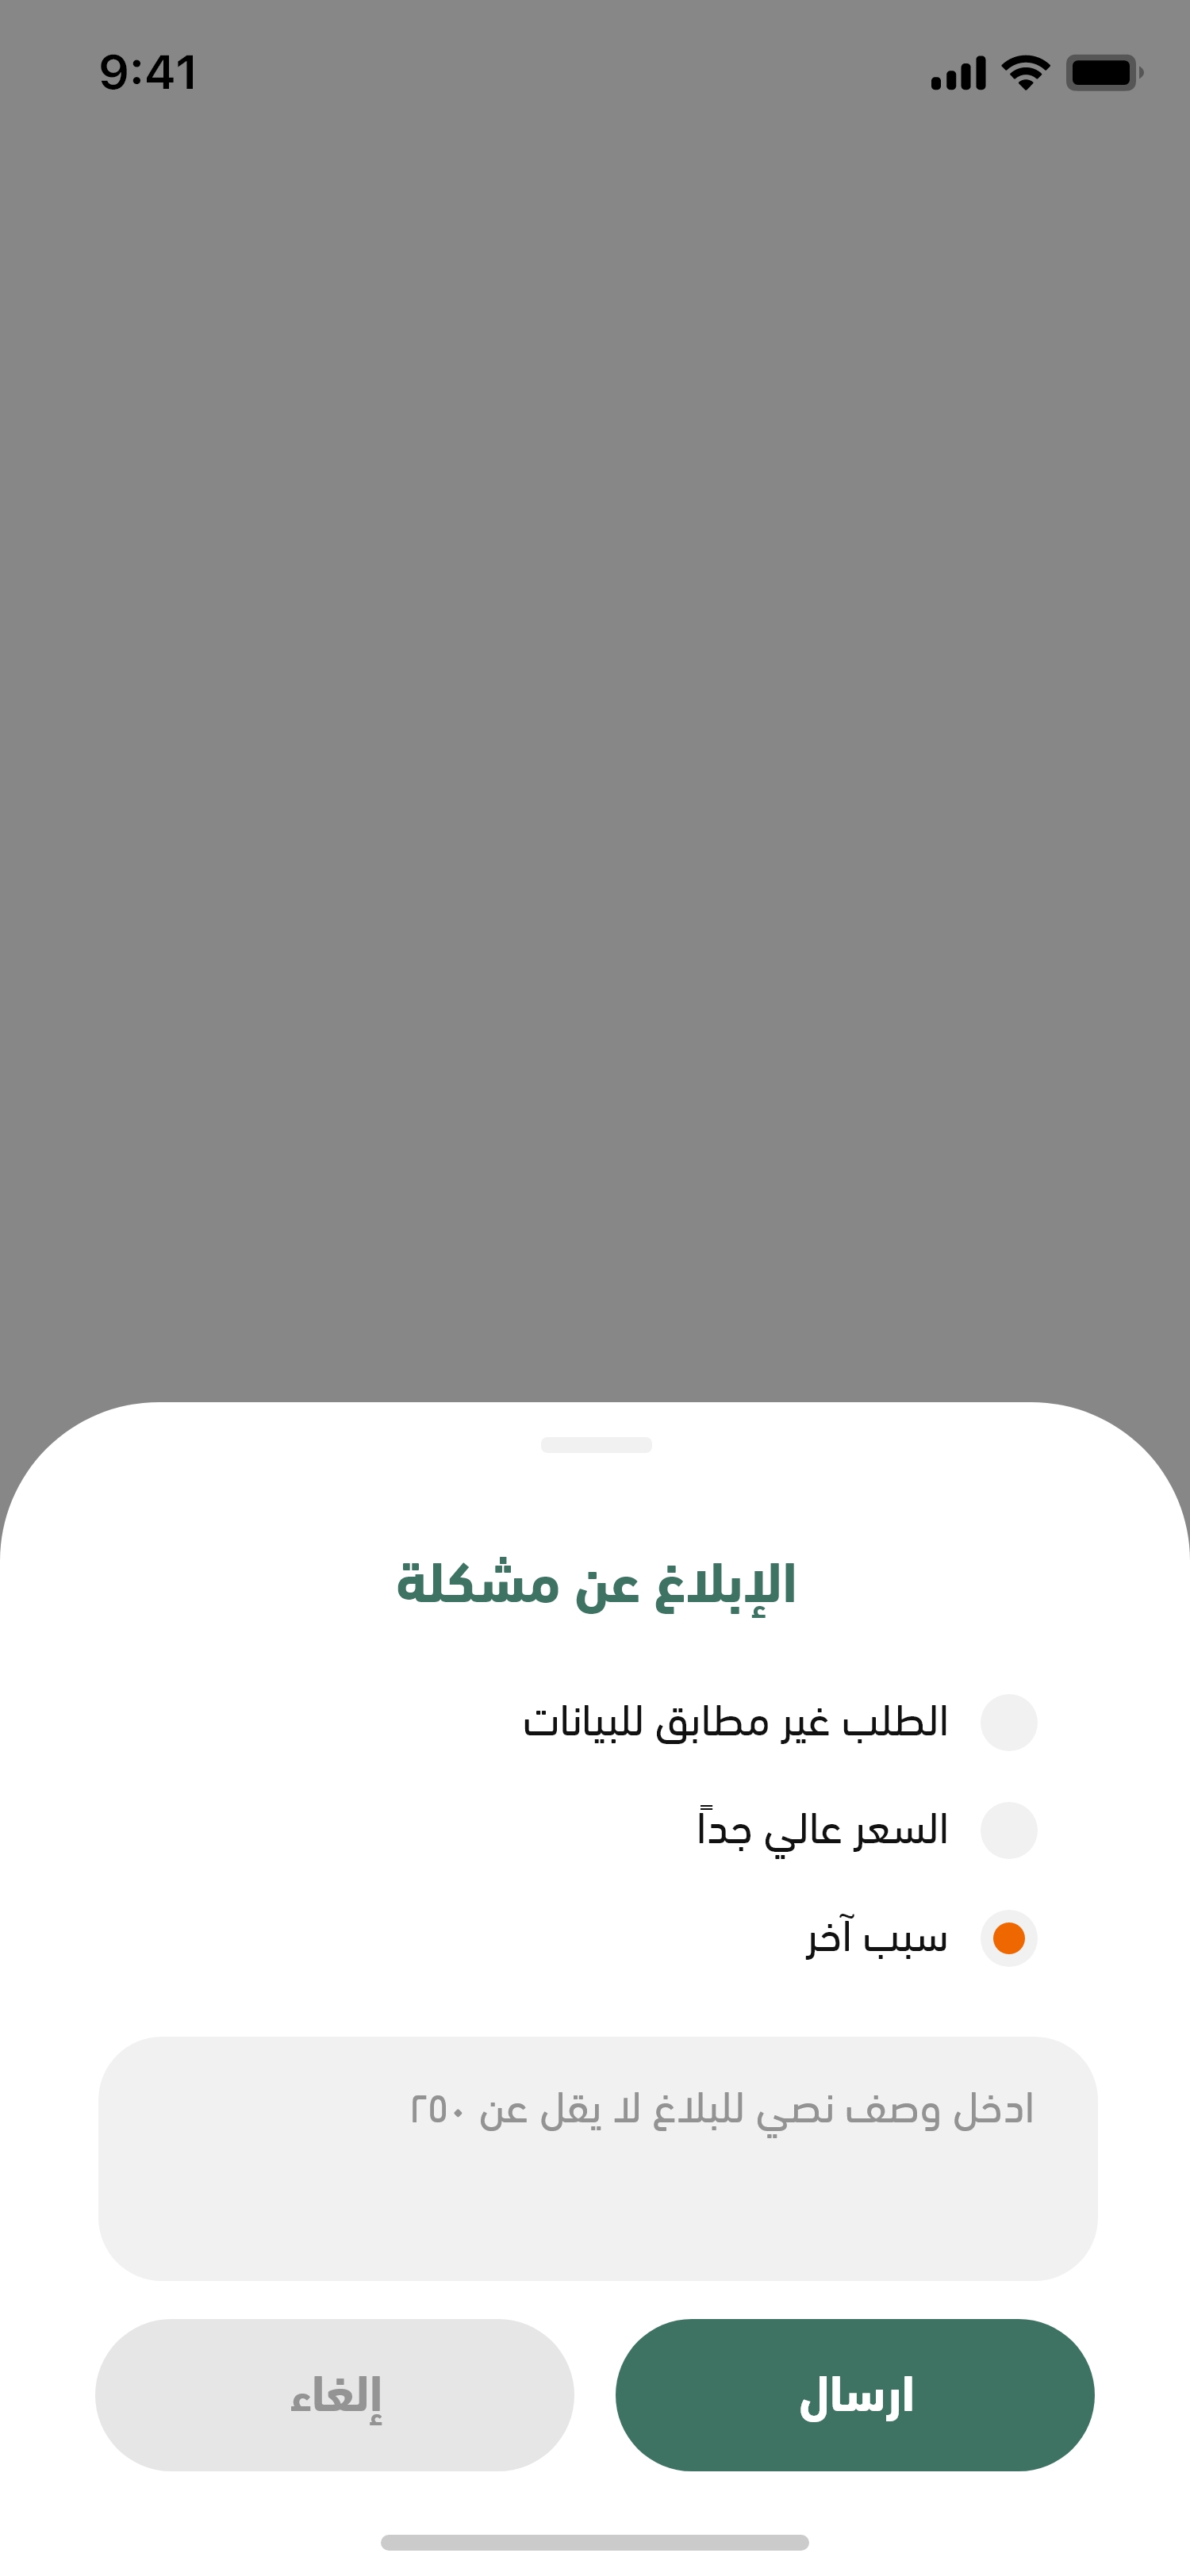 9:41
الإبلاغ عن مشكلة
الطلب غير مطابق للبيانات
السعر عالي جداً
سبب آخر
ادخل وصف نصي للبلاغ لا يقل عن ٢٥٠
ارسال
إلغاء